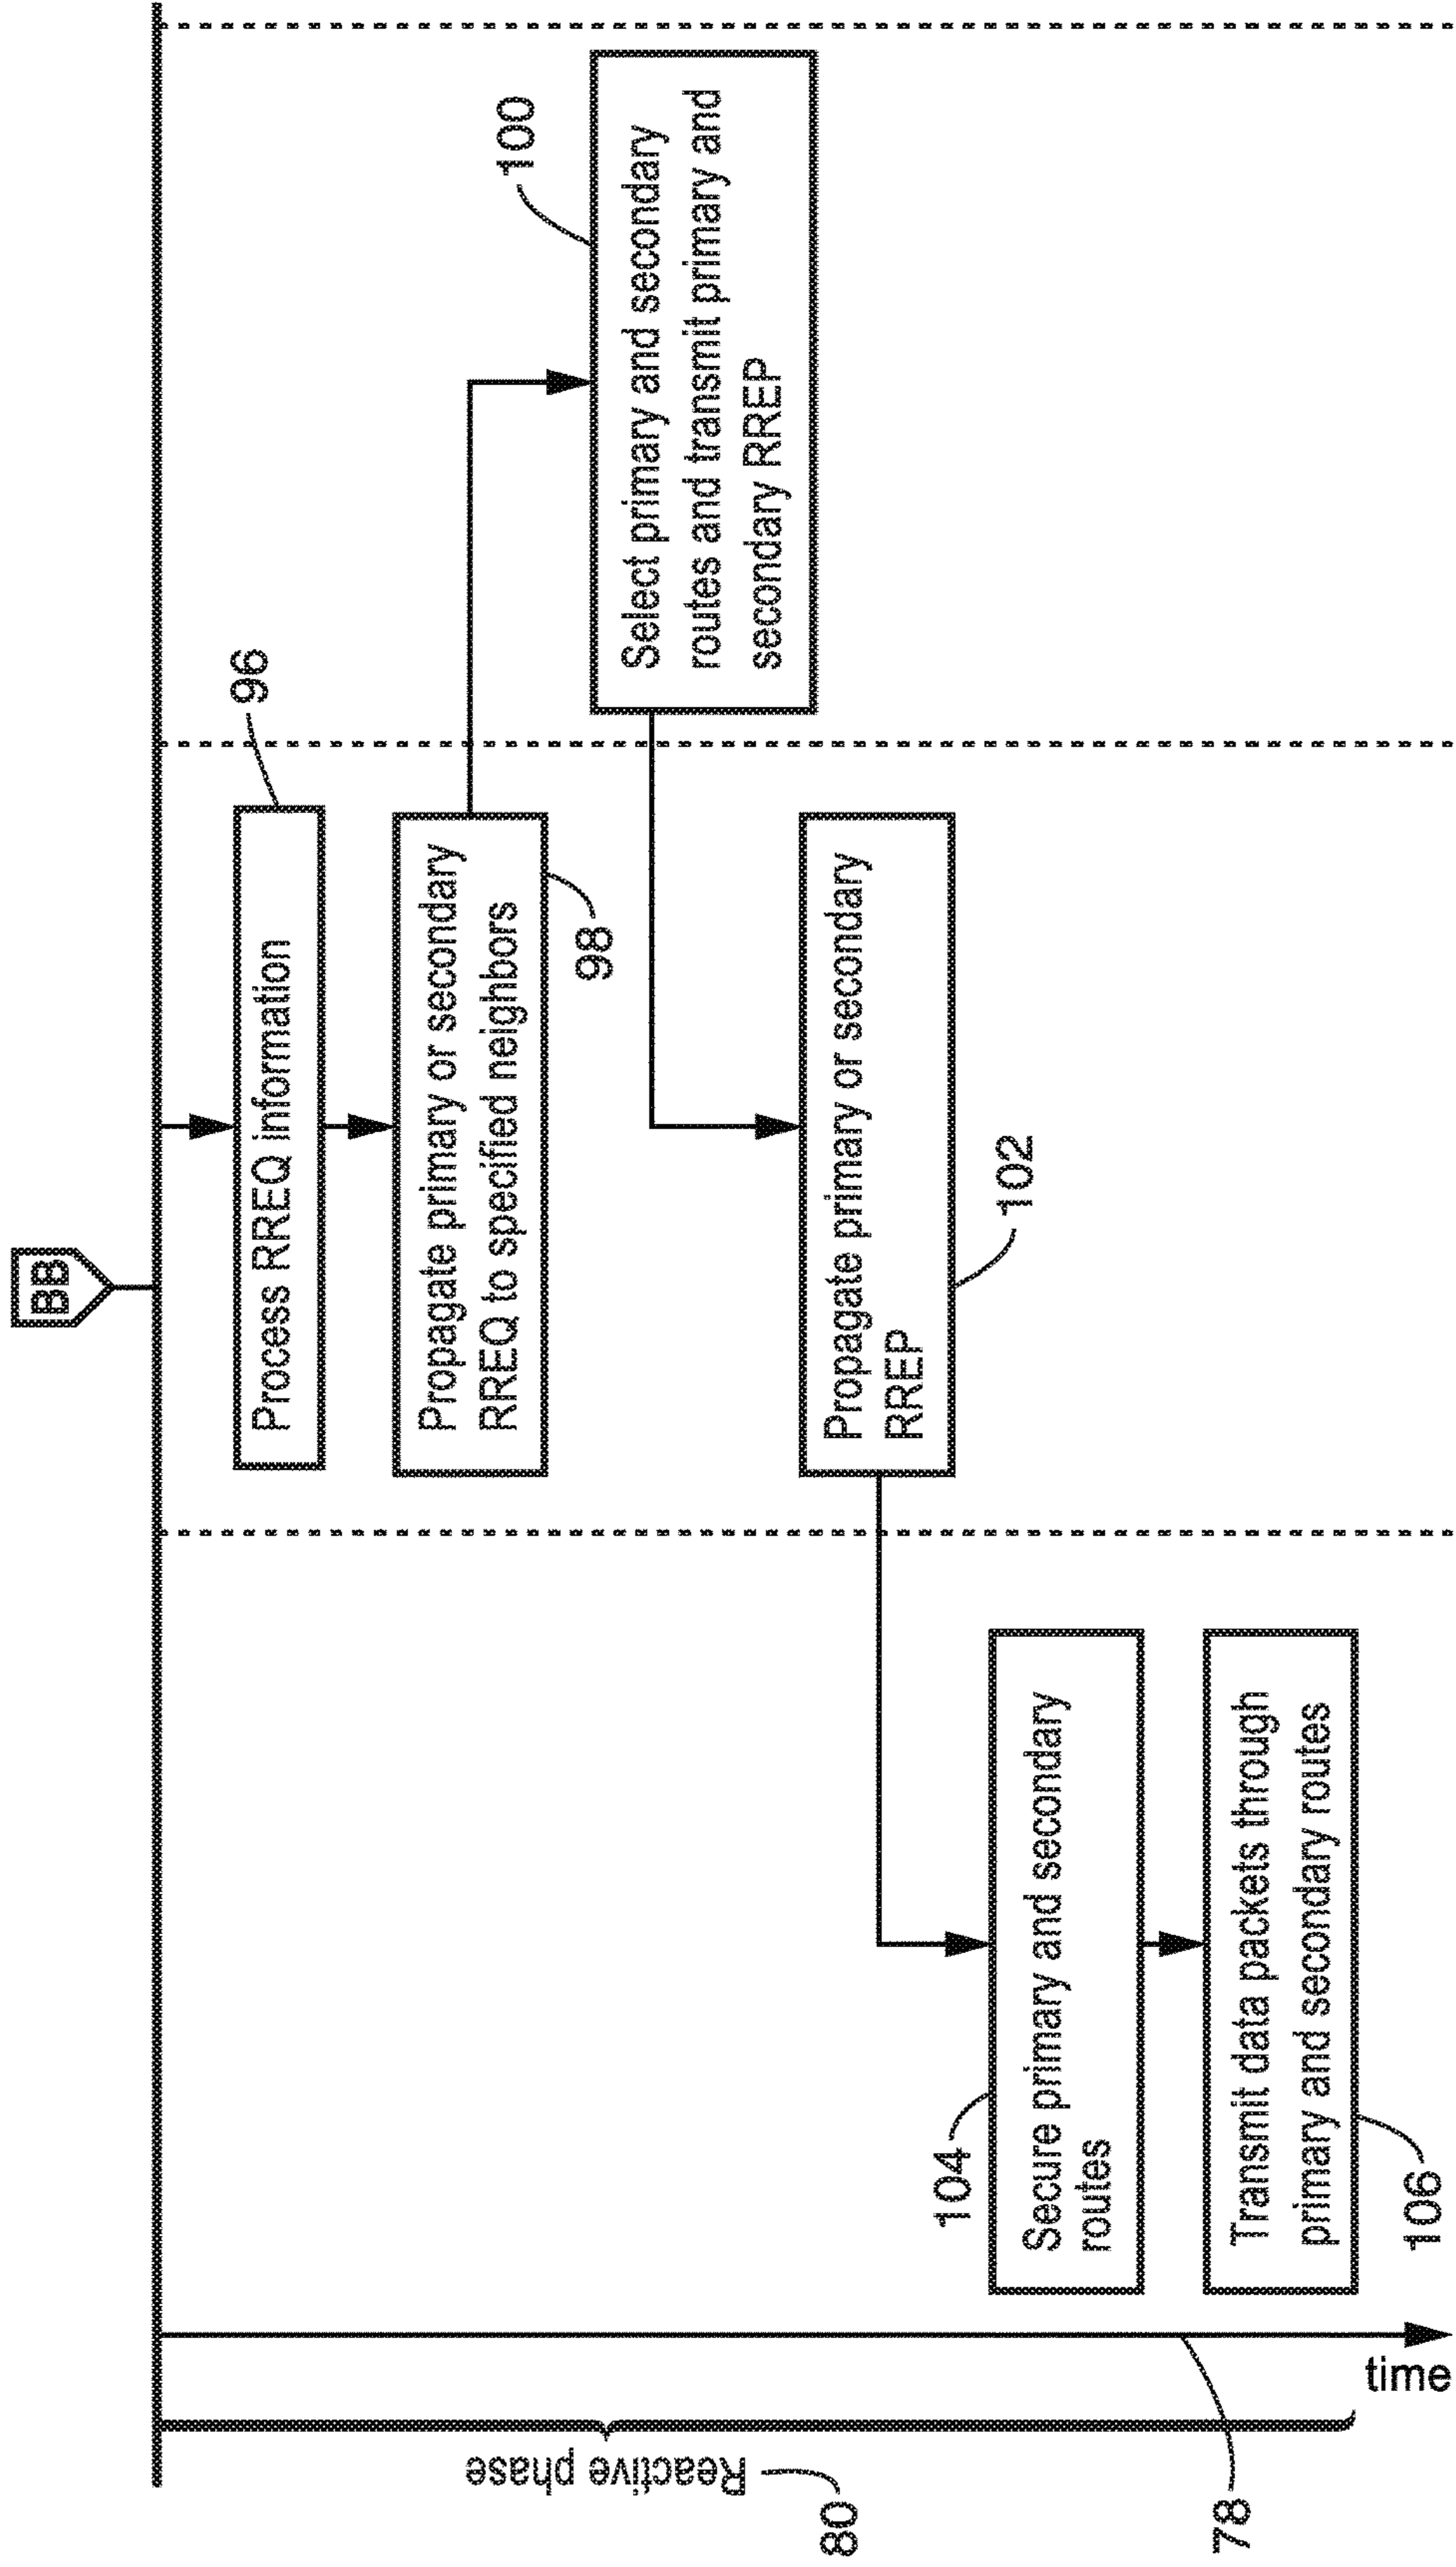 BB
96
Process RREQ information
Propagate primary or secondary
RREQ to specified neighbors
98
100
Select primary and secondary
routes and transmit primary and
secondary RREP
Propagate primary or secondary
RREP
102
104
Secure primary and secondary
routes
Transmit data packets through
primary and secondary routes
106
Reactive phase
80
78
time